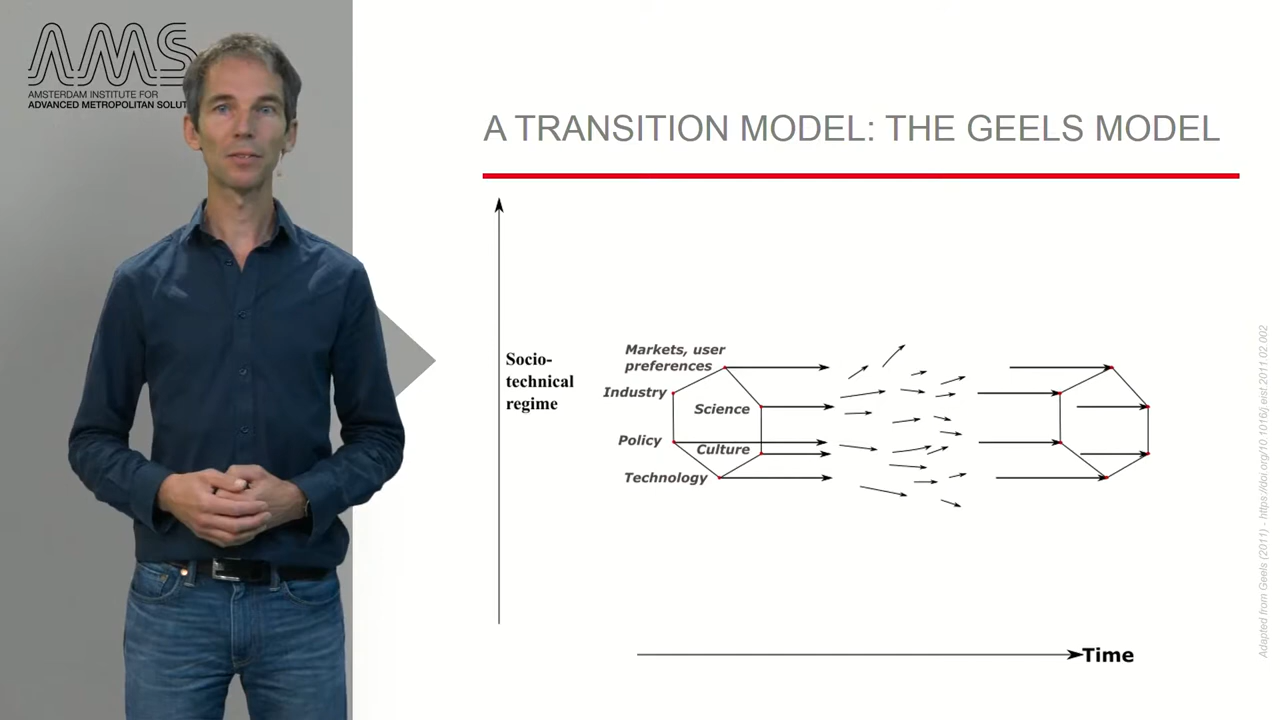 AMS
AMSTERDAM INSTITUTE FOR
ADVANCED METROPOLITAN SOLUT
A TRANSITION MODEL: THE GEELS MODEL
Socio-
technical
regime
Markets, user
preferences
Industry
Science
Policy
Culture
Technology
Time
Adapted from Geels (2011) - https://doi.org/10.1016/j.eist.2011.02.002